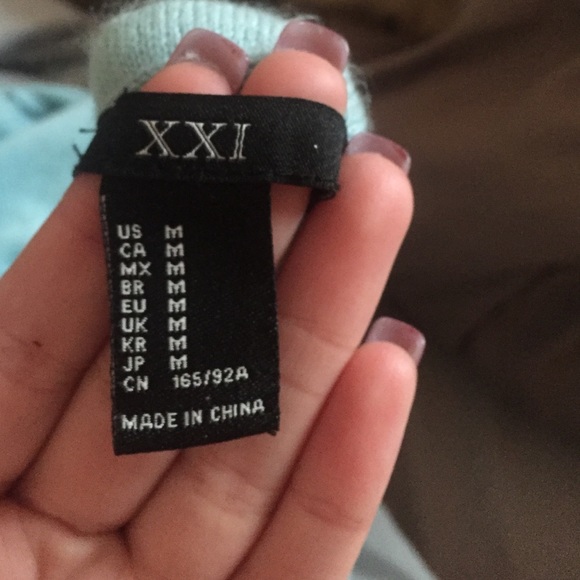 XXI
US M
CA M
MX M
BR M
EU M
UK M
KR M
JP M
CN 165/92A
MADE IN CHINA